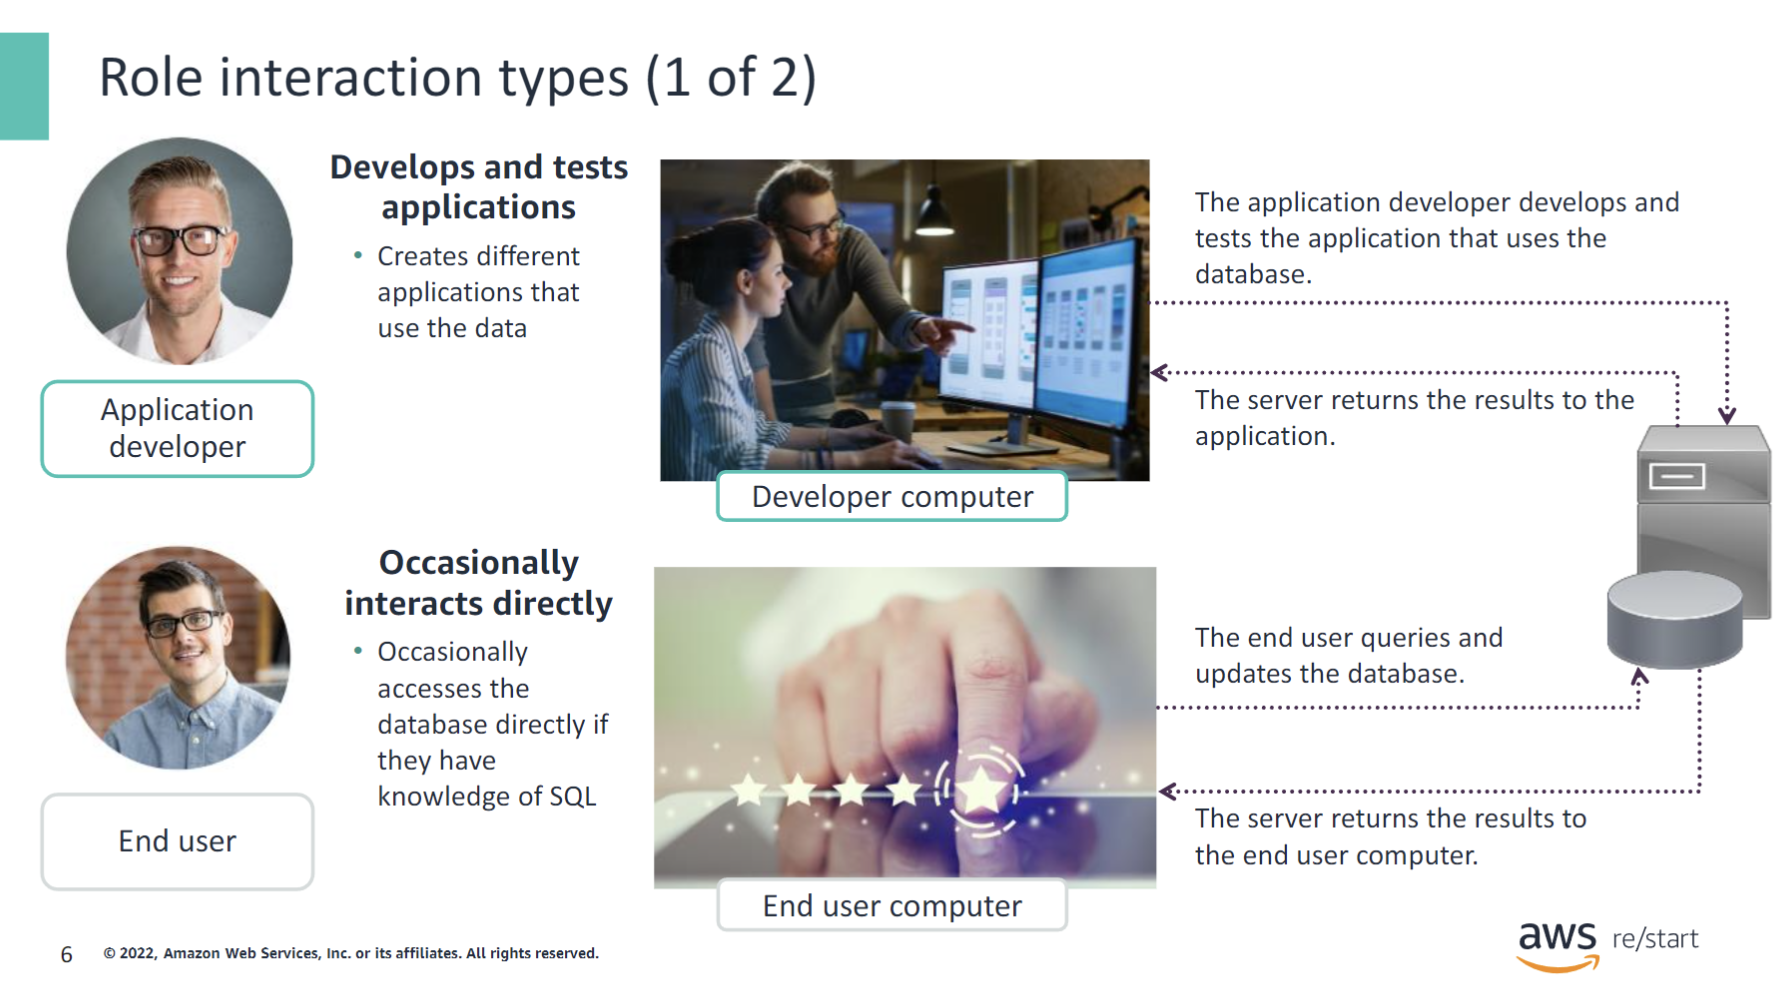 Role interaction types (1 of 2)
Develops and tests
applications
• Creates different
applications that
use the data
Application
developer
Developer computer
The application developer develops and
tests the application that uses the
database.
The server returns the results to the
application.
Occasionally
interacts directly
• Occasionally
accesses the
database directly if
they have
knowledge of SQL
End user
End user computer
The end user queries and
updates the database.
The server returns the results to
the end user computer.
6
© 2022, Amazon Web Services, Inc. or its affiliates. All rights reserved.
aws re/start